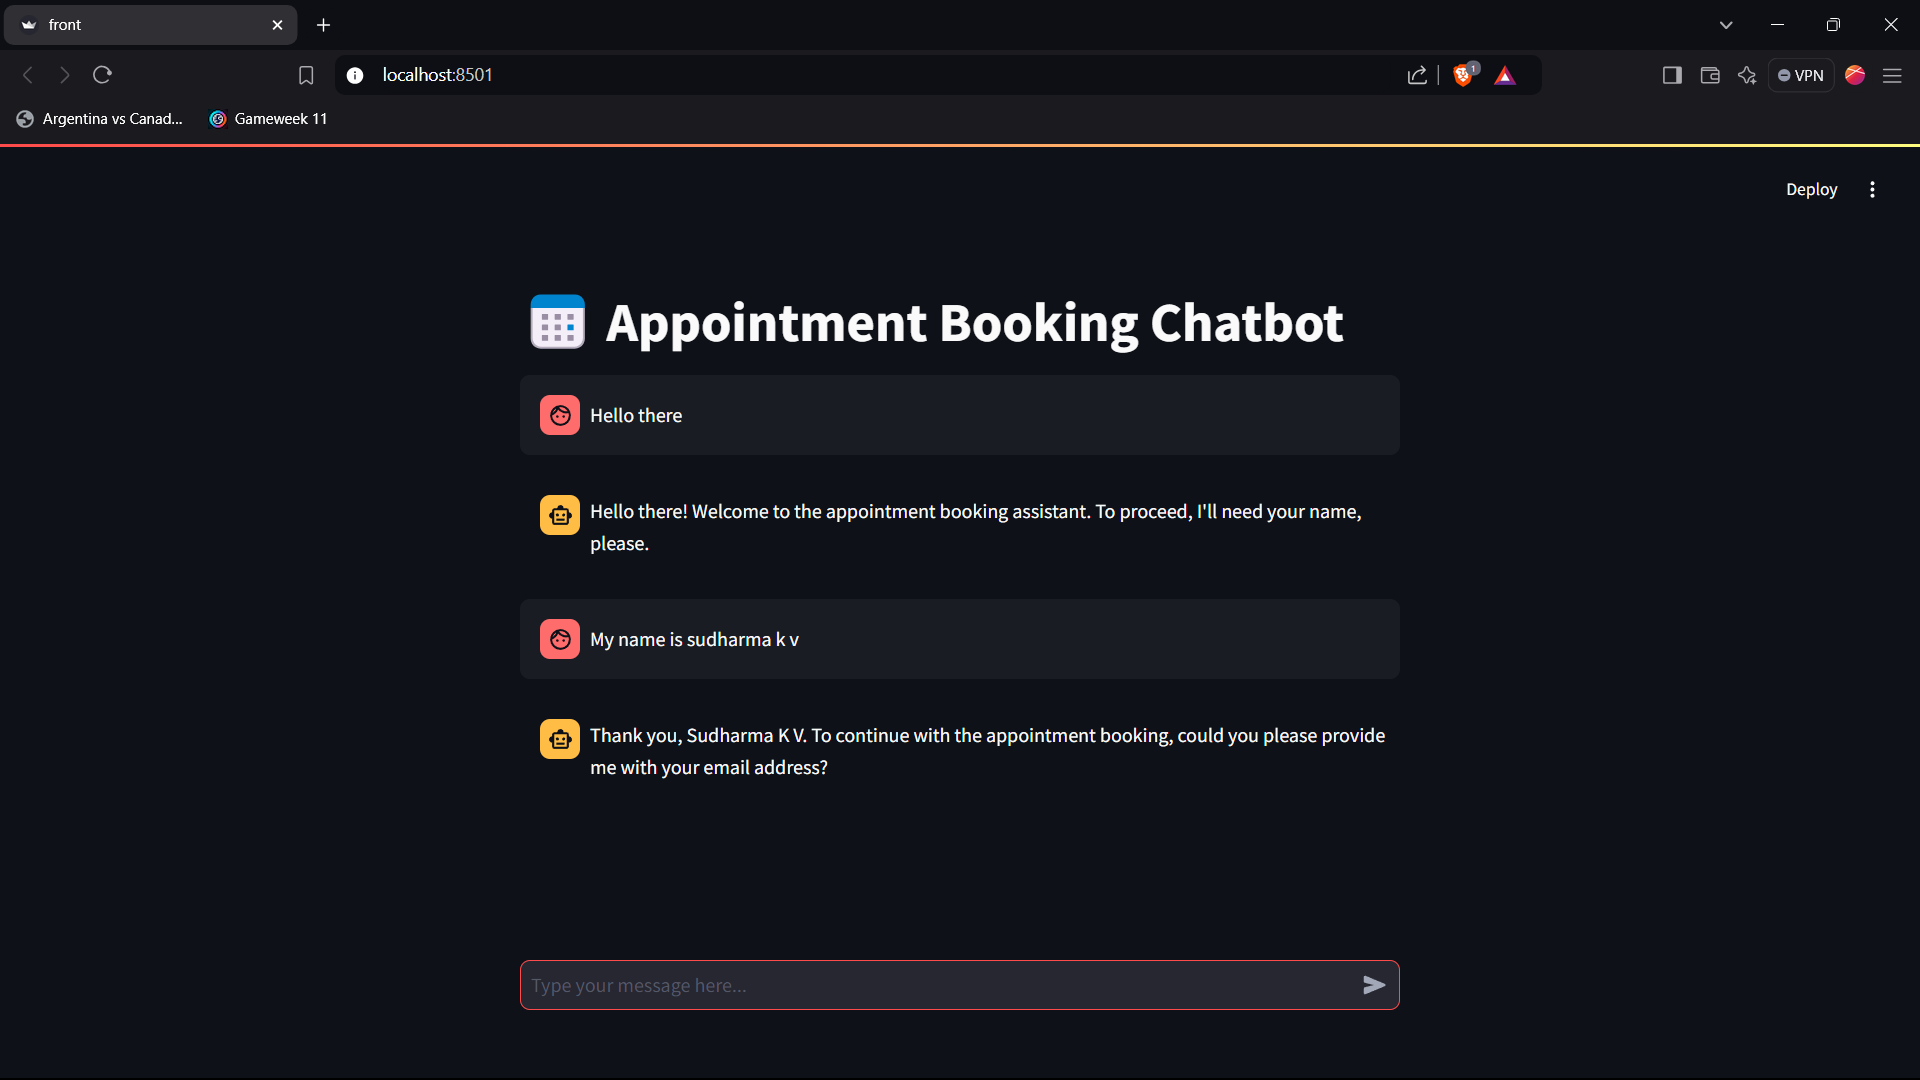 front
localhost:8501
1
VPN
Argentina vs Canad...
Gameweek 11
Deploy
Appointment Booking Chatbot
Hello there
Hello there! Welcome to the appointment booking assistant. To proceed, I'll need your name,
please.
My name is sudharma k v
Thank you, Sudharma K V. To continue with the appointment booking, could you please provide
me with your email address?
Type your message here...